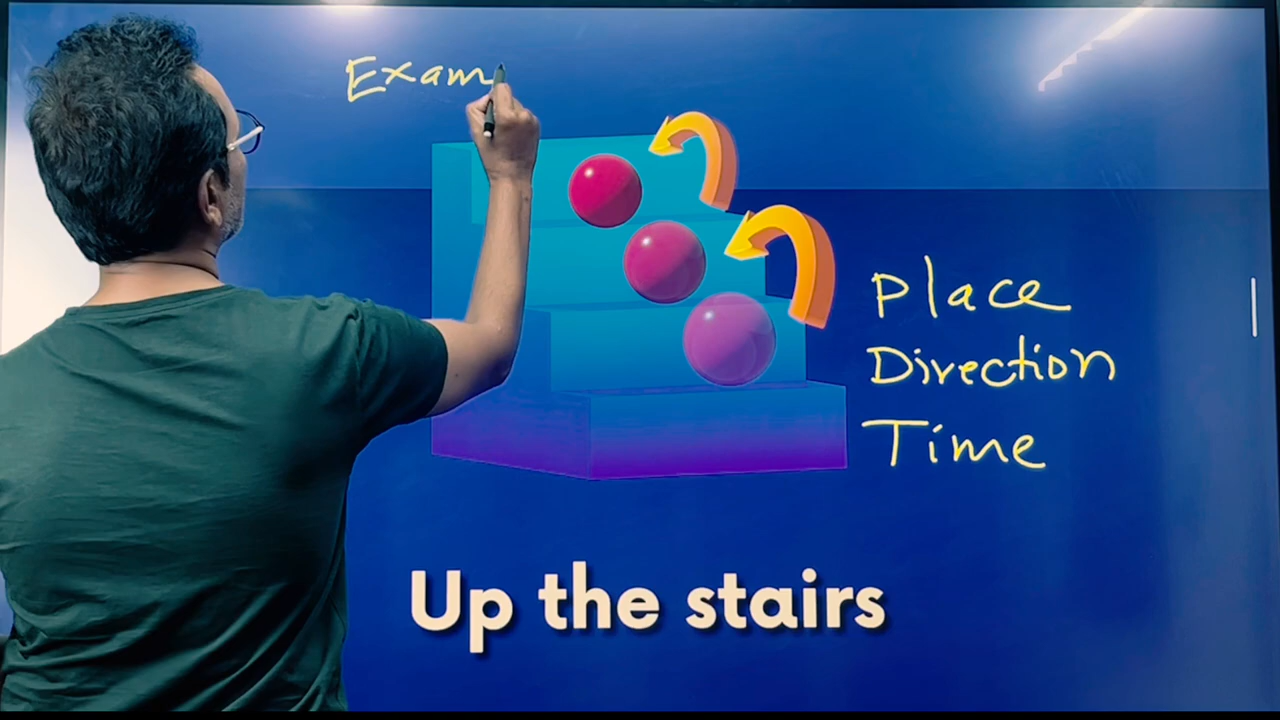 Exam
Place
Direction
Time
Up the stairs